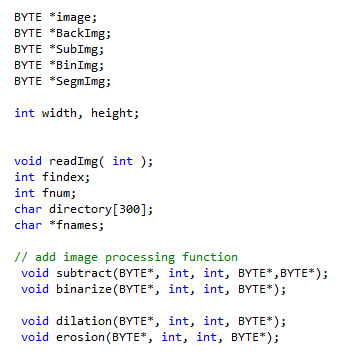 BYTE *image;
BYTE *BackImg;
BYTE *SubImg;
BYTE *BinImg;
BYTE *SegmImg;
int width, height;
void readImg( int );
int findex;
int fnum;
char directory[300];
char *fnames;
// add image processing function
void subtract(BYTE*, int, int, BYTE*,BYTE*);
void binarize(BYTE*, int, int, BYTE*);
void dilation(BYTE*, int, int, BYTE*);
void erosion(BYTE*, int, int, BYTE*);